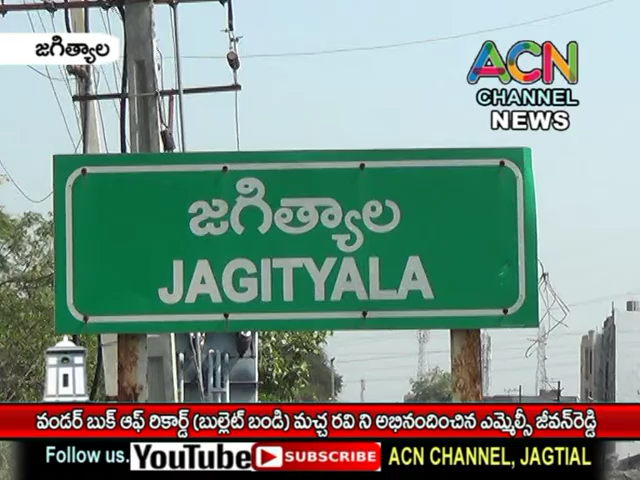 జగిత్యాల
ACN
CHANNEL
NEWS
జగిత్యాల
JAGITYALA
వండర్ బుక్ ఆఫ్ రికార్డ్ (బుల్లెట్ బండి) మచ్చ రవి ని అభినందించిన ఎమ్మెల్సీ జీవన్‌రెడ్డి
Follow us. YouTube SUBSCRIBE ACN CHANNEL, JAGTIAL